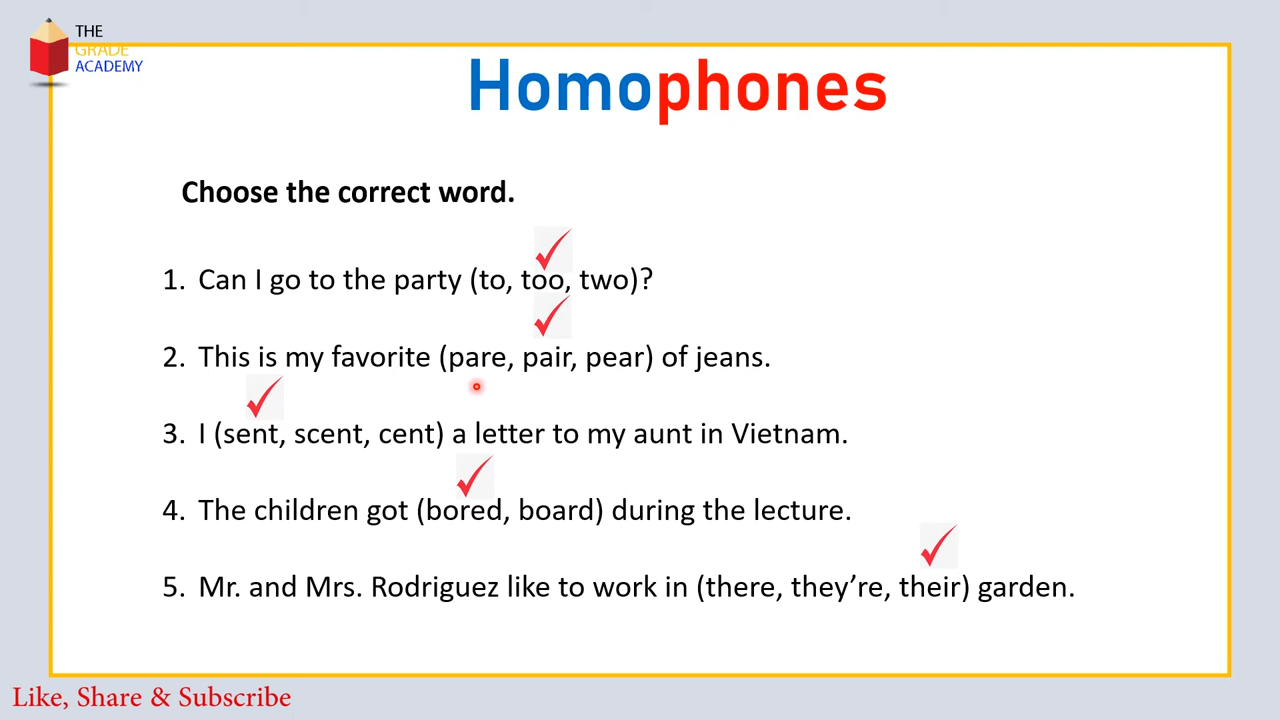 THE
GRADE
ACADEMY
Homophones
Choose the correct word.
1. Can I go to the party (to, too, two)?
2. This is my favorite (pare, pair, pear) of jeans.
3. I (sent, scent, cent) a letter to my aunt in Vietnam.
4. The children got (bored, board) during the lecture.
5. Mr. and Mrs. Rodriguez like to work in (there, they’re, their) garden.
Like, Share & Subscribe